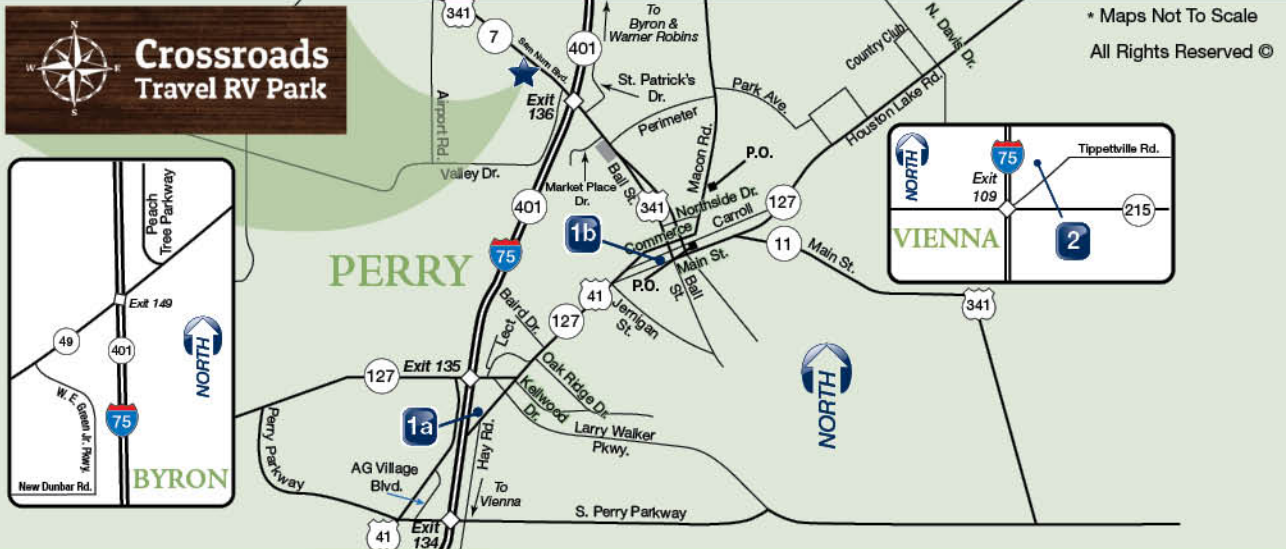 N
W E
S
Crossroads
Travel RV Park
341
7
Sam Nunn Blvd.
401
To
Byron &
Warner Robins
Country Club
N. Davis Dr.
* Maps Not To Scale
All Rights Reserved ©
Exit
136
St. Patrick's
Dr.
Park Ave.
Houston Lake Rd.
Airport Rd.
Valley Dr.
Perimeter
Macon Rd.
P.O.
Market Place
Dr.
Ball St.
341
Northside Dr.
Carroll
Commerce
127
401
1b
75
PERRY
Main St.
P.O.
Ball
St.
11
Main St.
341
41
Jernigan
St.
127
Baird Dr.
Lect
Oak Ridge Dr.
Exit 135
127
Kellwood
Dr.
1a
Hay Rd.
Larry Walker
Pkwy.
NORTH
Perry Parkway
AG Village
Blvd.
To
Vienna
S. Perry Parkway
41
Exit
134
NORTH
75
Exit
109
Tippettville Rd.
215
VIENNA
2
Peach
Tree Parkway
Exit 149
49
401
NORTH
W. E. Green Jr. Pkwy.
75
BYRON
New Dunbar Rd.